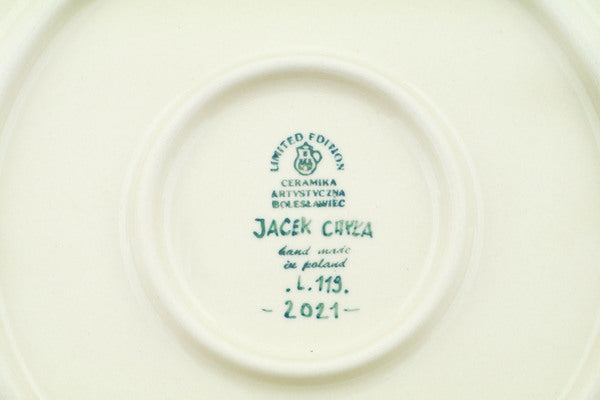 LIMITED EDITION
CERAMIKA
ARTYSTYCZNA
BOLESŁAWIEC
JACEK CHYŁA
hand made
in poland
.L.119.
-2021-